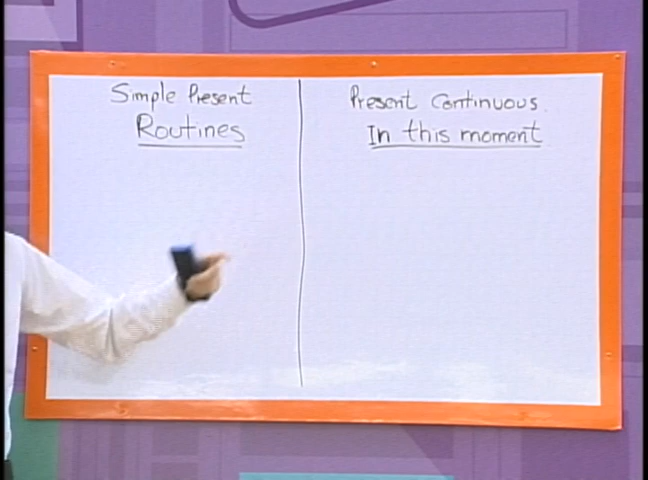 Simple Present
Routines
Present Continuous.
In this moment